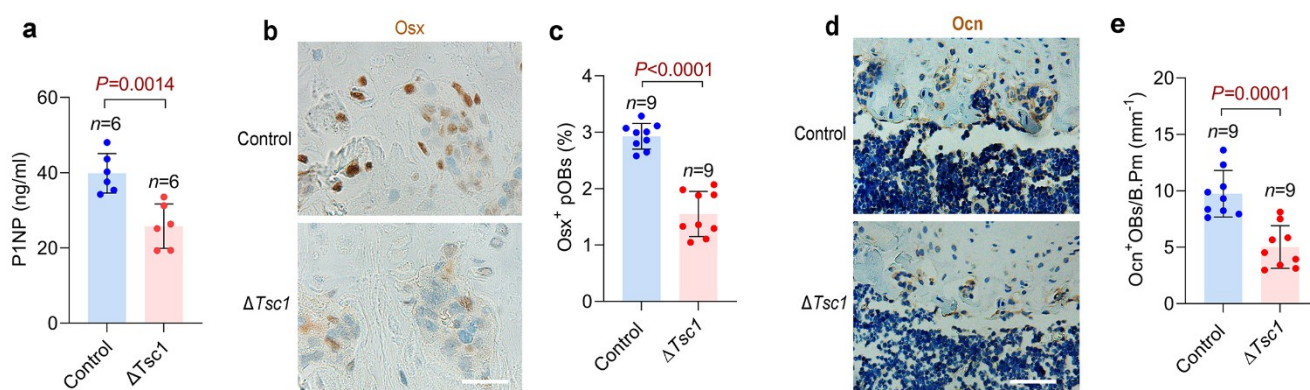 a
P=0.0014
60
n=6
n=6
40
20
0
P1NP (ng/ml)
Control
ΔTsc1
b
Osx
Control
ΔTsc1
c
P<0.0001
4
n=9
3
n=9
2
1
0
Osx+ pOBs (%)
Control
ΔTsc1
d
Ocn
Control
ΔTsc1
e
20
P=0.0001
15
n=9
n=9
10
5
0
Ocn+OBs/B.Pm (mm-1)
Control
ΔTsc1